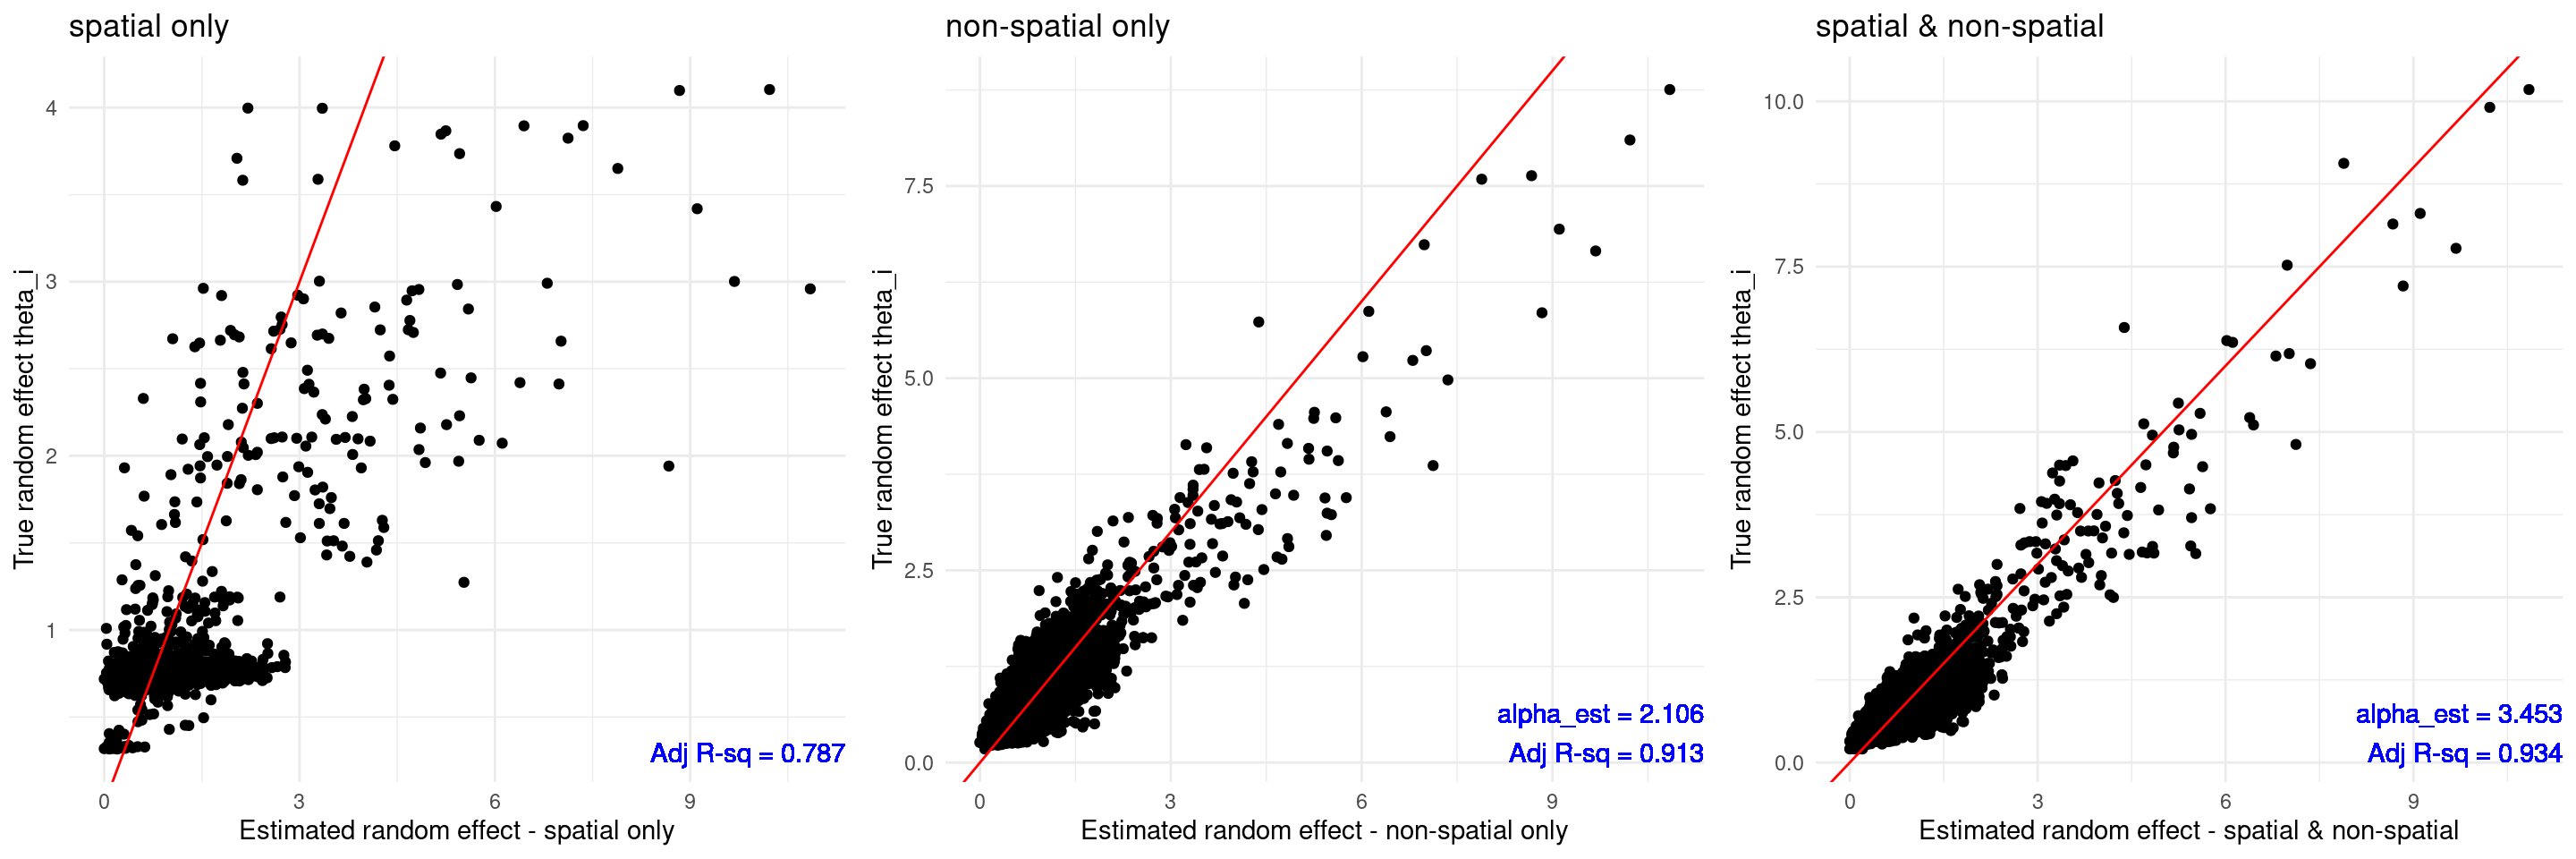 spatial only
True random effect theta_i
4
3
2
1
0
3
6
9
Estimated random effect - spatial only
Adj R-sq = 0.787
non-spatial only
True random effect theta_i
7.5
5.0
2.5
0.0
0
3
6
9
Estimated random effect - non-spatial only
alpha_est = 2.106
Adj R-sq = 0.913
spatial & non-spatial
True random effect theta_i
10.0
7.5
5.0
2.5
0.0
0
3
6
9
Estimated random effect - spatial & non-spatial
alpha_est = 3.453
Adj R-sq = 0.934